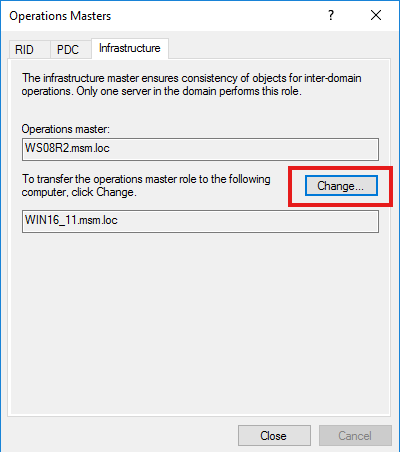 Operations Masters
RID PDC Infrastructure
The infrastructure master ensures consistency of objects for inter-domain
operations. Only one server in the domain performs this role.
Operations master:
WS08R2.msm.loc
To transfer the operations master role to the following
computer, click Change.
Change...
WIN16_11.msm.loc
Close Cancel